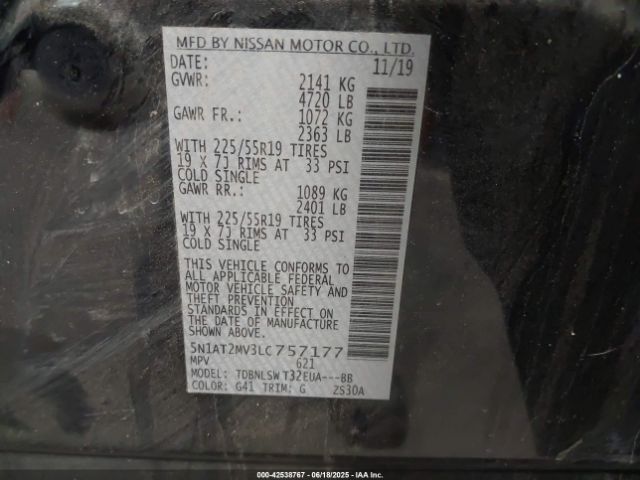 MFD BY NISSAN MOTOR CO., LTD.
DATE: 11/19
GVWR: 2141 KG
4720 LB
GAWR FR.: 1072 KG
2363 LB
WITH 225/55R19 TIRES
19 X 7J RIMS AT 33 PSI
COLD SINGLE
GAWR RR.: 1089 KG
2401 LB
WITH 225/55R19 TIRES
19 X 7J RIMS AT 33 PSI
COLD SINGLE
THIS VEHICLE CONFORMS TO
ALL APPLICABLE FEDERAL
MOTOR VEHICLE SAFETY AND
THEFT PREVENTION
STANDARDS IN EFFECT ON
THE DATE OF MANUFACTURE
SHOWN ABOVE.
5N1AT2MV3LC757177
MPV 621
MODEL: TDBNLSW T32EUA---BB
COLOR: G41 TRIM: G ZS30A
000-42538767 - 06/18/2025 - IAA Inc.